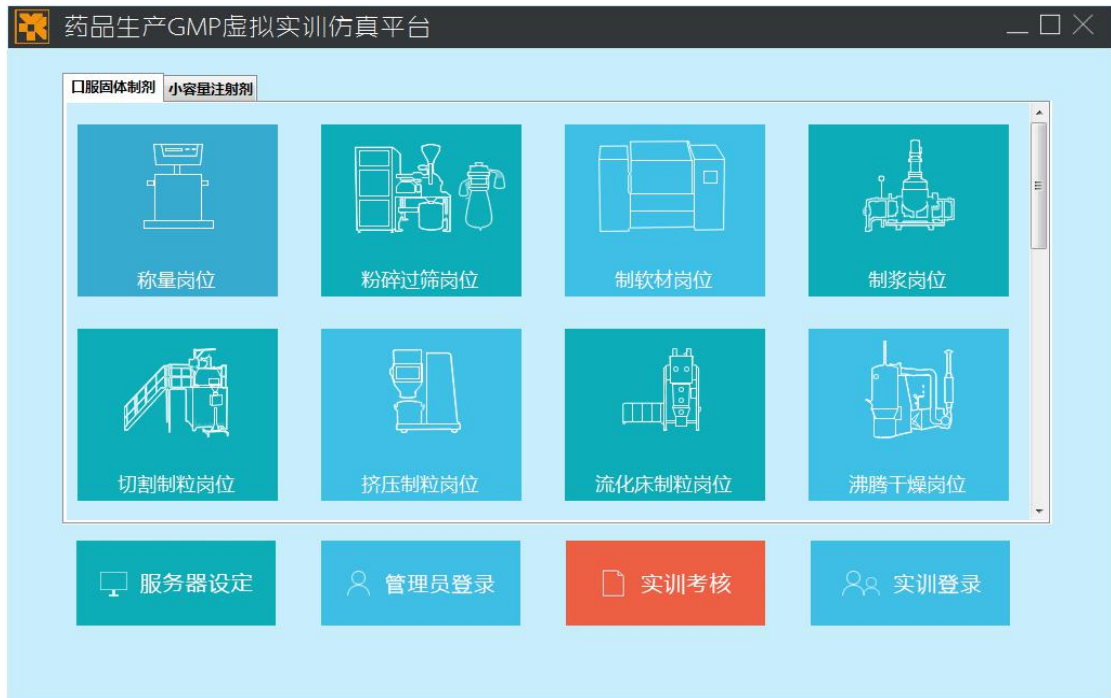 药品生产GMP虚拟实训仿真平台
口服固体制剂 小容量注射剂
称量岗位 粉碎过筛岗位 制软材岗位 制浆岗位
切割制粒岗位 挤压制粒岗位 流化床制粒岗位 沸腾干燥岗位
服务器设定 管理员登录 实训考核 实训登录